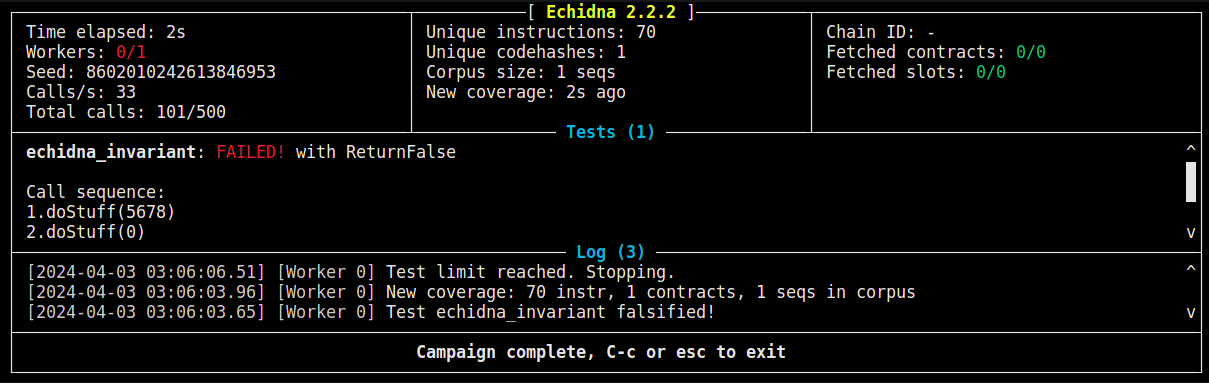 [ Echidna 2.2.2 ]
Time elapsed: 2s
Workers: 0/1
Seed: 8602010242613846953
Calls/s: 33
Total calls: 101/500
Unique instructions: 70
Unique codehashes: 1
Corpus size: 1 seqs
New coverage: 2s ago
Chain ID: -
Fetched contracts: 0/0
Fetched slots: 0/0
Tests (1)
echidna_invariant: FAILED! with ReturnFalse
^
Call sequence:
1.doStuff(5678)
2.doStuff(0)
v
Log (3)
[2024-04-03 03:06:06.51] [Worker 0] Test limit reached. Stopping.
^
[2024-04-03 03:06:03.96] [Worker 0] New coverage: 70 instr, 1 contracts, 1 seqs in corpus
[2024-04-03 03:06:03.65] [Worker 0] Test echidna_invariant falsified!
v
Campaign complete, C-c or esc to exit